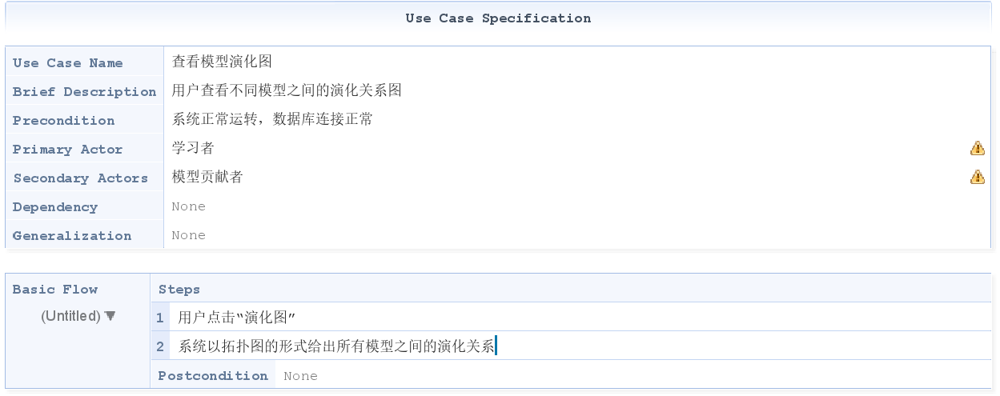 Use Case Specification
Use Case Name 查看模型演化图
Brief Description 用户查看不同模型之间的演化关系图
Precondition 系统正常运转，数据库连接正常
Primary Actor 学习者
Secondary Actors 模型贡献者
Dependency None
Generalization None
Basic Flow Steps
(Untitled) ▼ 1 用户点击“演化图”
2 系统以拓扑图的形式给出所有模型之间的演化关系
Postcondition None